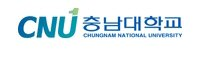 CNU 충남대학교
CHUNGNAM NATIONAL UNIVERSITY